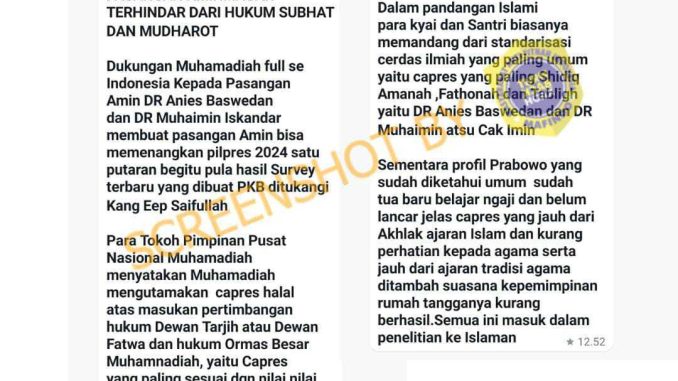 TERHINDAR DARI HUKUM SUBHAT
DAN MUDHAROT
Dukungan Muhamadiah full se
Indonesia Kepada Pasangan
Amin DR Anies Baswedan
dan DR Muhaimin Iskandar
membuat pasangan Amin bisa
memenangkan pilpres 2024 satu
putaran begitu pula hasil Survey
terbaru yang dibuat PKB ditukangi
Kang Eep Saifullah
Para Tokoh Pimpinan Pusat
Nasional Muhamadiah
menyatakan Muhamadiah
mengutamakan capres halal
atas masukan pertimbangan
hukum Dewan Tarjih atau Dewan
Fatwa dan hukum Ormas Besar
Muhamnadiah, yaitu Capres
yang paling sesuai dgn nilai nilai
Dalam pandangan Islami
para kyai dan Santri biasanya
memandang dari standarisasi
cerdas ilmiah yang paling umum
yaitu capres yang paling Shidiq
Amanah ,Fathonah dan Tabligh
yaitu DR Anies Baswedan dan DR
Muhaimin atsu Cak Imin
Sementara profil Prabowo yang
sudah diketahui umum sudah
tua baru belajar ngaji dan belum
lancar jelas capres yang jauh dari
Akhlak ajaran Islam dan kurang
perhatian kepada agama serta
jauh dari ajaran tradisi agama
ditambah suasana kepemimpinan
rumah tangganya kurang
berhasil.Semua ini masuk dalam
penelitian ke Islaman
★ 12.52
SCREENSHOT BY
MAFINDO